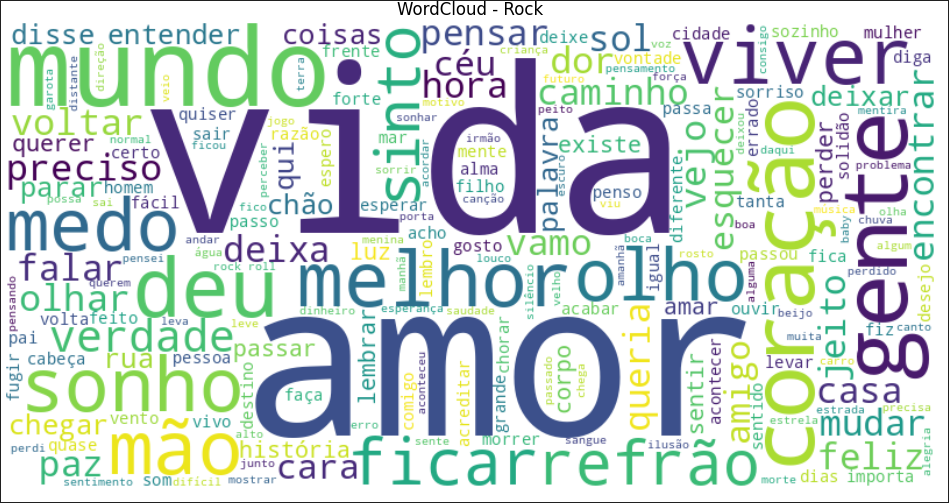 WordCloud - Rock
disse entender
coisas
pensar
deixe
criança
sol
voz
cidade
consigo
sozinho
mulher
mundo
distante
direção
garota
veio
terra
frente
forte
sinto
céu
hora
dor
vontade
pensamento
força
futuro
caminho
passa
sorriso
viver
diga
deixar
mentira
voltar
normal
quiser
sair
ficou
jogo
razão
qui
espero
motivo
sonhar
mar
vida
irmão
mente
alma
filho
canção
peito
escuro
palavra
existe
penso
viu
vejo
esquecer
deixou
errado
daqui
coração
perder
solidão
problema
encontrar
querer
certo
preciso
parar
homem
possa
sai
fácil
passo
perceber
fico
chão
sorrir
acordar
esperar
porta
menina
acho
diferente
tanta
boa
música
olha
chuva
gente
medo
andar
água
pensei
rock roll
querem
deixa
luz
manhã
lembro
gosto
louco
vamo
boca
amanhã
igual
rosto
passou
baby
fica
algum
perdido
falar
pensando
olhar
deu
melhor
olho
silêncio
velho
esperança
saudade
dinheiro
acabar
amar
ouvir
beijo
muita
jeito
fiz
canto
desejo
volta
feito
leva
leve
verdade
pai
cabeça
fugir
rua
pessoa
passar
lembrar
amor
queria
sentir
acontecer
amigo
levar
carro
casa
sonho
destino
faça
comigo
aconteceu
acreditar
grande
chorar
corpo
passado
chega
sentido
estrela
estrada
precisa
mudar
chegar
quase
vento
vivo
alto
mão
história
erro
sente
morrer
sangue
ilusão
perdi
paz
sentimento
som
difícil
junto
mostrar
cara
ficar
refrão
morte
dias
importa
feliz
alegria